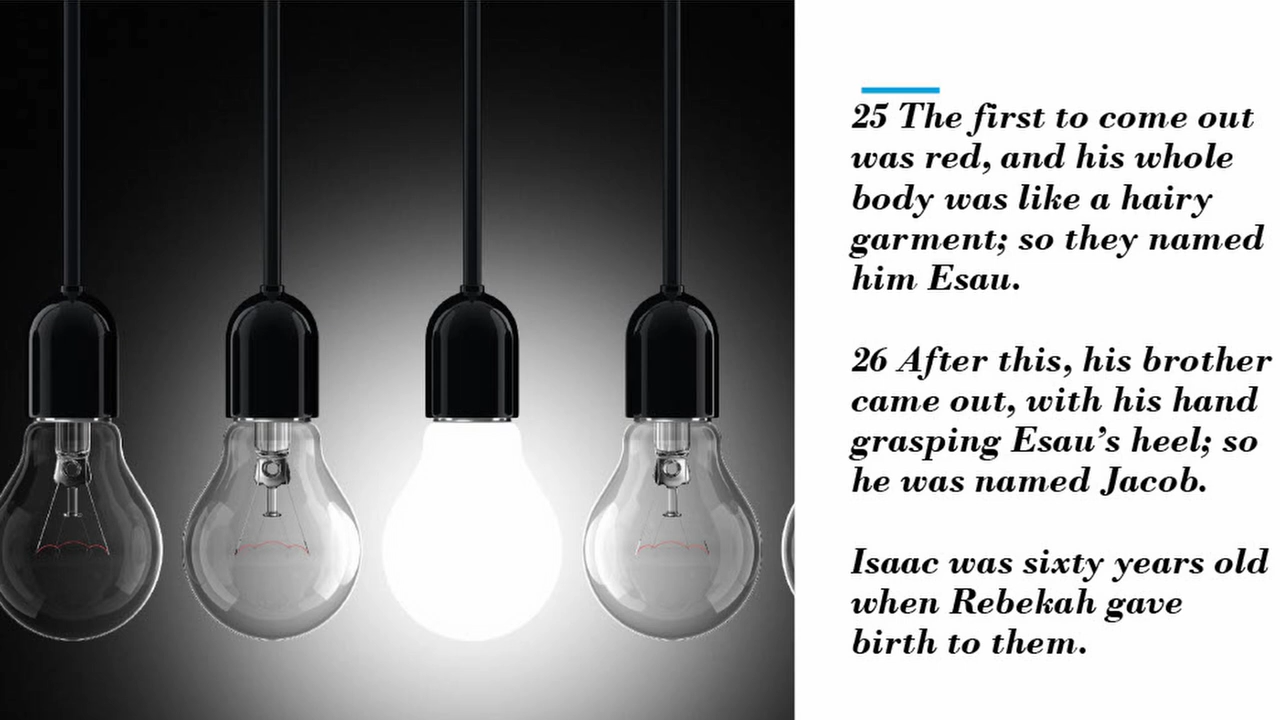 25 The first to come out
was red, and his whole
body was like a hairy
garment; so they named
him Esau.
26 After this, his brother
came out, with his hand
grasping Esau’s heel; so
he was named Jacob.
Isaac was sixty years old
when Rebekah gave
birth to them.